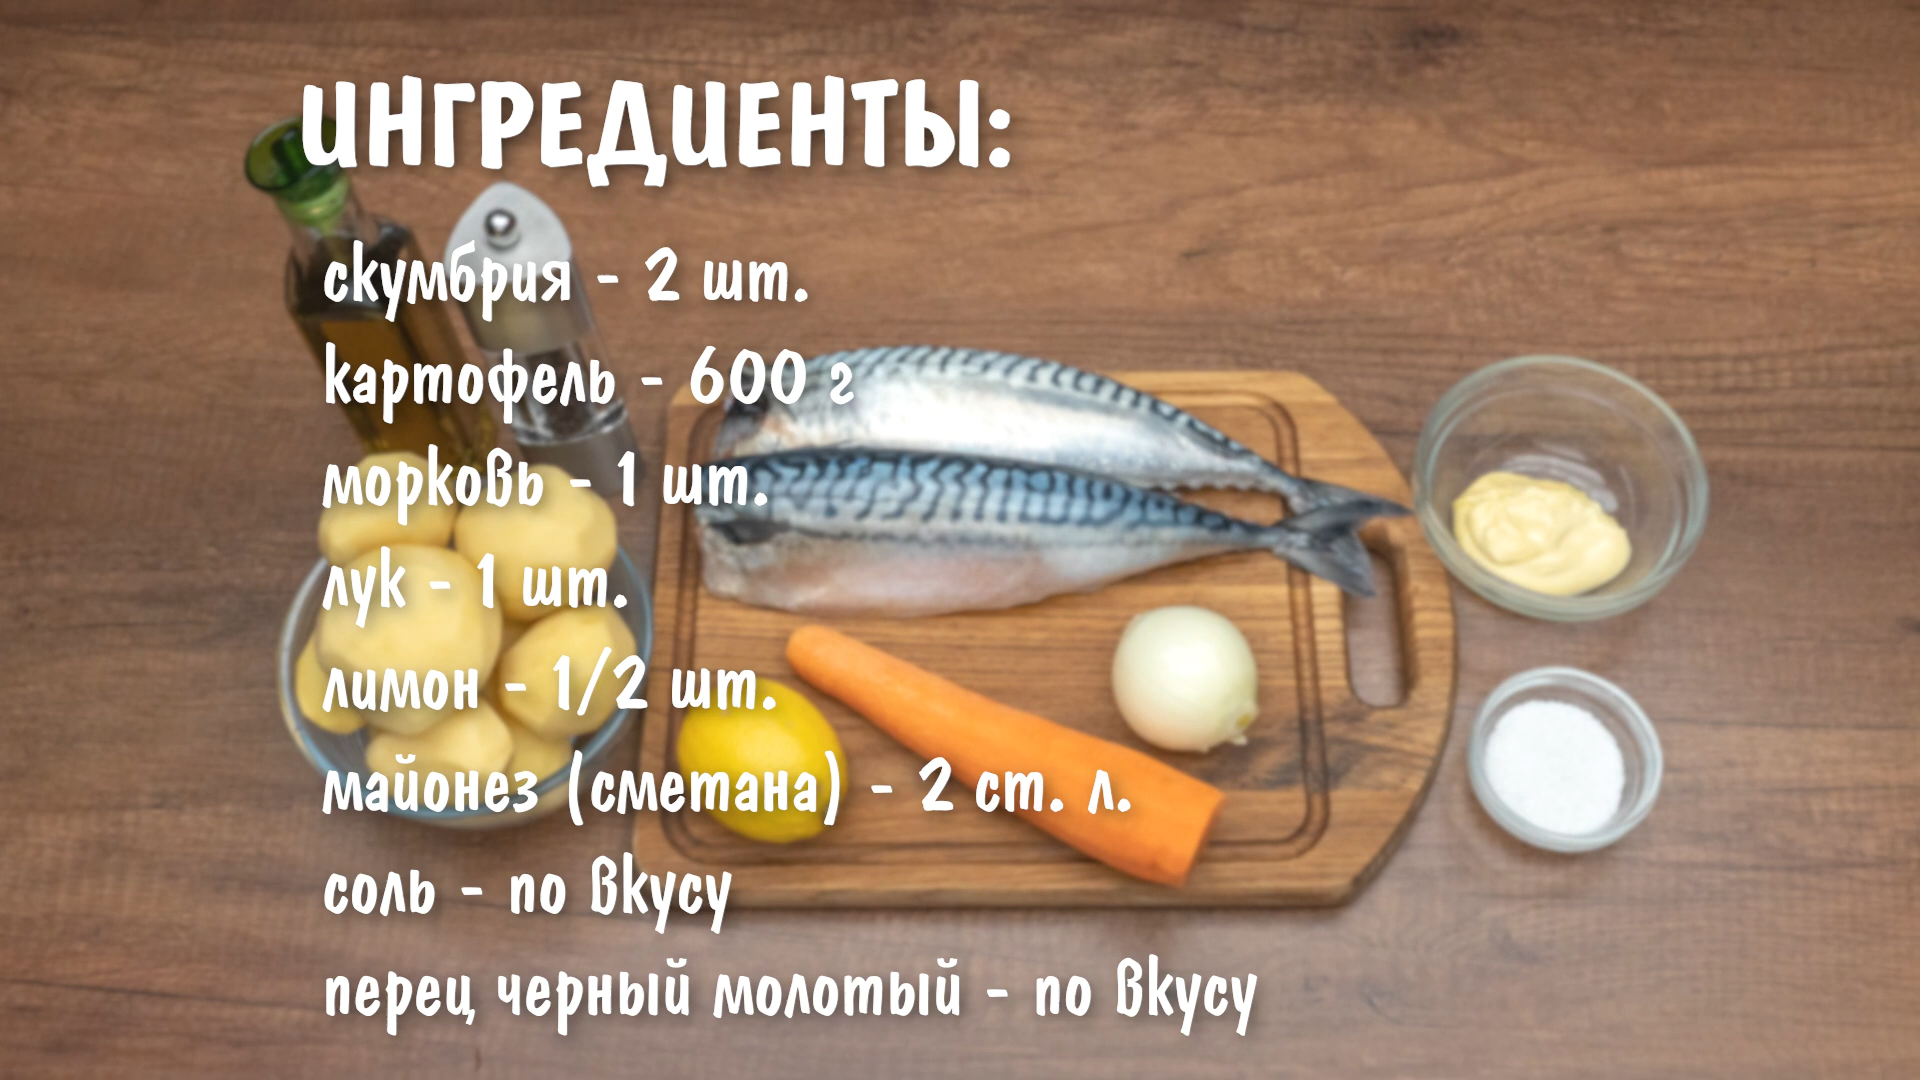 ИНГРЕДИЕНТЫ:
скумбрия - 2 шт.
картофель - 600 г
морковь - 1 шт.
лук - 1 шт.
лимон - 1/2 шт.
майонез (сметана) - 2 ст. л.
соль - по вкусу
перец черный молотый - по вкусу